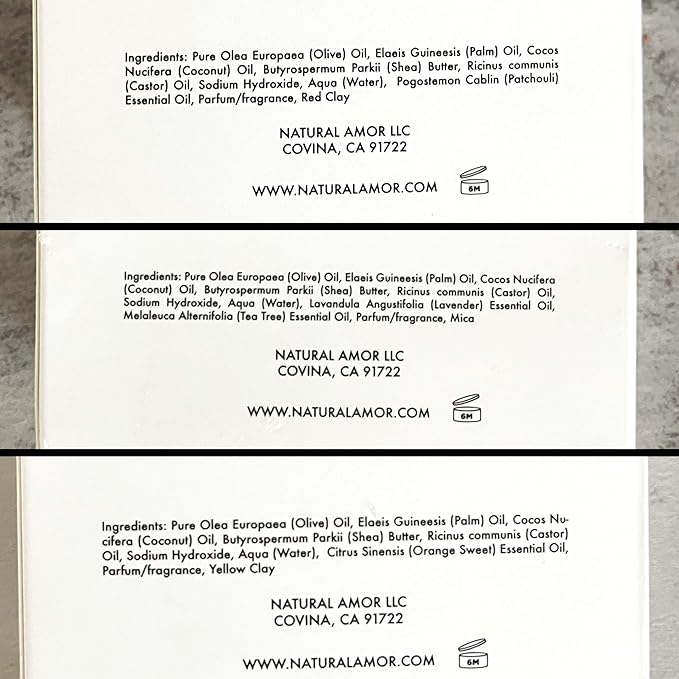 Ingredients: Pure Olea Europaea (Olive) Oil, Elaeis Guineesis (Palm) Oil, Cocos
Nucifera (Coconut) Oil, Butyrospermum Parkii (Shea) Butter, Ricinus communis
(Castor) Oil, Sodium Hydroxide, Aqua (Water), Pogostemon Cablin (Patchouli)
Essential Oil, Parfum/fragrance, Red Clay
NATURAL AMOR LLC
COVINA, CA 91722
WWW.NATURALAMOR.COM
6M
Ingredients: Pure Olea Europaea (Olive) Oil, Elaeis Guineesis (Palm) Oil, Cocos Nucifera
(Coconut) Oil, Butyrospermum Parkii (Shea) Butter, Ricinus communis (Castor) Oil,
Sodium Hydroxide, Aqua (Water), Lavandula Angustifolia (Lavender) Essential Oil,
Melaleuca Alternifolia (Tea Tree) Essential Oil, Parfum/fragrance, Mica
NATURAL AMOR LLC
COVINA, CA 91722
WWW.NATURALAMOR.COM
6M
Ingredients: Pure Olea Europaea (Olive) Oil, Elaeis Guineesis (Palm) Oil, Cocos Nu-
cifera (Coconut) Oil, Butyrospermum Parkii (Shea) Butter, Ricinus communis (Castor)
Oil, Sodium Hydroxide, Aqua (Water), Citrus Sinensis (Orange Sweet) Essential Oil,
Parfum/fragrance, Yellow Clay
NATURAL AMOR LLC
COVINA, CA 91722
WWW.NATURALAMOR.COM
6M